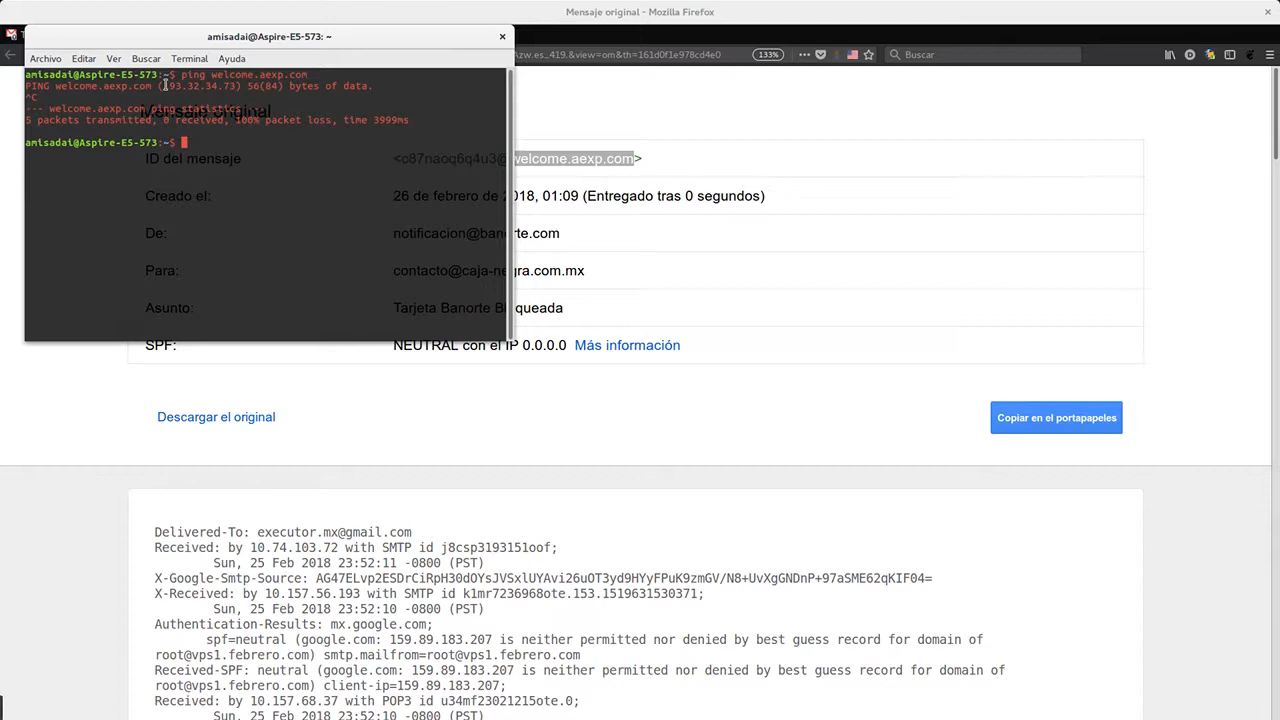 Mensaje original - Mozilla Firefox
amisadai@Aspire-E5-573: ~
Archivo Editar Ver Buscar Terminal Ayuda
zw.es_419.&view=om&th=161d0f1e978cd4e0
133%
Buscar
amisadai@Aspire-E5-573:~$ ping welcome.aexp.com
PING welcome.aexp.com (193.32.34.73) 56(84) bytes of data.
^C
--- welcome.aexp.com ping statistics ---
5 packets transmitted, 0 received, 100% packet loss, time 3999ms
amisadai@Aspire-E5-573:~$
Mensaje original
ID del mensaje <c87naoq6q4u3@welcome.aexp.com>
Creado el: 26 de febrero de 2018, 01:09 (Entregado tras 0 segundos)
De: notificacion@banorte.com
Para: contacto@caja-negra.com.mx
Asunto: Tarjeta Banorte Bloqueada
SPF: NEUTRAL con el IP 0.0.0.0 Más información
Descargar el original
Copiar en el portapapeles
Delivered-To: executor.mx@gmail.com
Received: by 10.74.103.72 with SMTP id j8csp3193151oof;
Sun, 25 Feb 2018 23:52:11 -0800 (PST)
X-Google-Smtp-Source: AG47ELvp2ESDrCiRpH30dOYsJVSxlUYAvi26uOT3yd9HYyFPuK9zmGV/N8+UvXgGNDnP+97aSME62qKIF04=
X-Received: by 10.157.56.193 with SMTP id k1mr7236968ote.153.1519631530371;
Sun, 25 Feb 2018 23:52:10 -0800 (PST)
Authentication-Results: mx.google.com;
spf=neutral (google.com: 159.89.183.207 is neither permitted nor denied by best guess record for domain of
root@vps1.febrero.com) smtp.mailfrom=root@vps1.febrero.com
Received-SPF: neutral (google.com: 159.89.183.207 is neither permitted nor denied by best guess record for domain of
root@vps1.febrero.com) client-ip=159.89.183.207;
Received: by 10.157.68.37 with POP3 id u34mf23021215ote.0;
Sun, 25 Feb 2018 23:52:10 -0800 (PST)